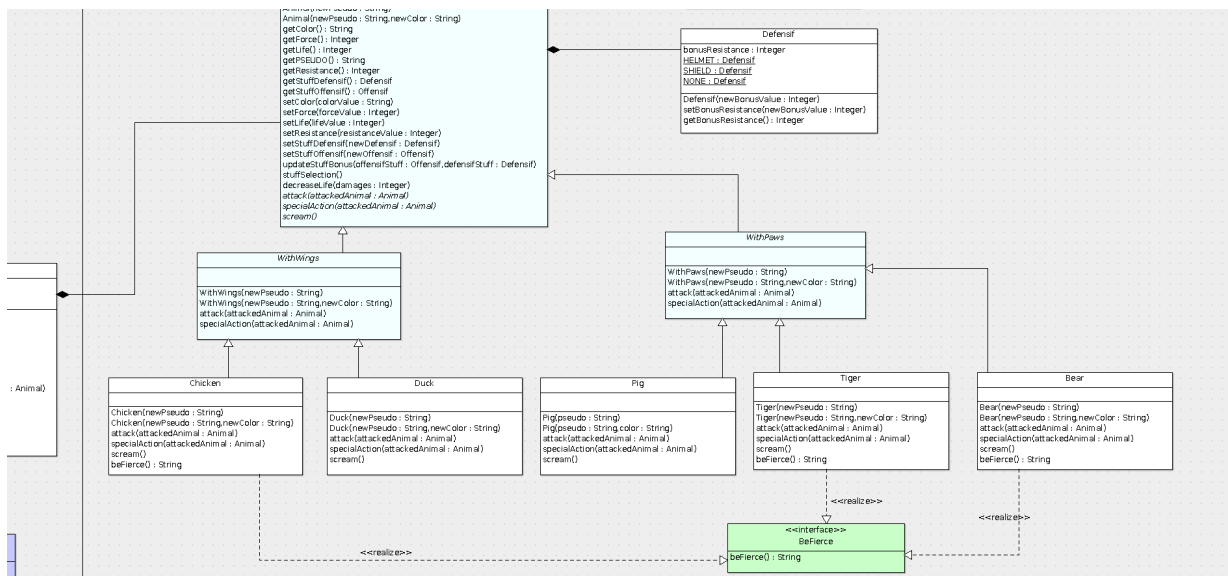 Animal(newPseudo : String)
Animal(newPseudo : String,newColor : String)
getColor() : String
getForce() : Integer
getLife() : Integer
getPSEUDO() : String
getResistance() : Integer
getStuffDefensif() : Defensif
getStuffOffensif() : Offensif
setColor(colorValue : String)
setForce(forceValue : Integer)
setLife(lifeValue : Integer)
setResistance(resistanceValue : Integer)
setStuffDefensif(newDefensif : Defensif)
setStuffOffensif(newOffensif : Offensif)
updateStuffBonus(offensifStuff : Offensif,defensifStuff : Defensif)
stuffSelection()
decreaseLife(damages : Integer)
attack(attackedAnimal : Animal)
specialAction(attackedAnimal : Animal)
scream()
Defensif
bonusResistance : Integer
HELMET : Defensif
SHIELD : Defensif
NONE : Defensif
Defensif(newBonusValue : Integer)
setBonusResistance(newBonusValue : Integer)
getBonusResistance() : Integer
WithWings
WithWings(newPseudo : String)
WithWings(newPseudo : String,newColor : String)
attack(attackedAnimal : Animal)
specialAction(attackedAnimal : Animal)
WithPaws
WithPaws(newPseudo : String)
WithPaws(newPseudo : String,newColor : String)
attack(attackedAnimal : Animal)
specialAction(attackedAnimal : Animal)
: Animal)
Chicken
Chicken(newPseudo : String)
Chicken(newPseudo : String,newColor : String)
attack(attackedAnimal : Animal)
specialAction(attackedAnimal : Animal)
scream()
beFierce() : String
Duck
Duck(newPseudo : String)
Duck(newPseudo : String,newColor : String)
attack(attackedAnimal : Animal)
specialAction(attackedAnimal : Animal)
scream()
Pig
Pig(pseudo : String)
Pig(pseudo : String,color : String)
attack(attackedAnimal : Animal)
specialAction(attackedAnimal : Animal)
scream()
Tiger
Tiger(newPseudo : String)
Tiger(newPseudo : String,newColor : String)
attack(attackedAnimal : Animal)
specialAction(attackedAnimal : Animal)
scream()
beFierce() : String
Bear
Bear(newPseudo : String)
Bear(newPseudo : String,newColor : String)
attack(attackedAnimal : Animal)
specialAction(attackedAnimal : Animal)
scream()
beFierce() : String
<<realize>>
<<realize>>
<<realize>>
<<interface>>
BeFierce
beFierce() : String